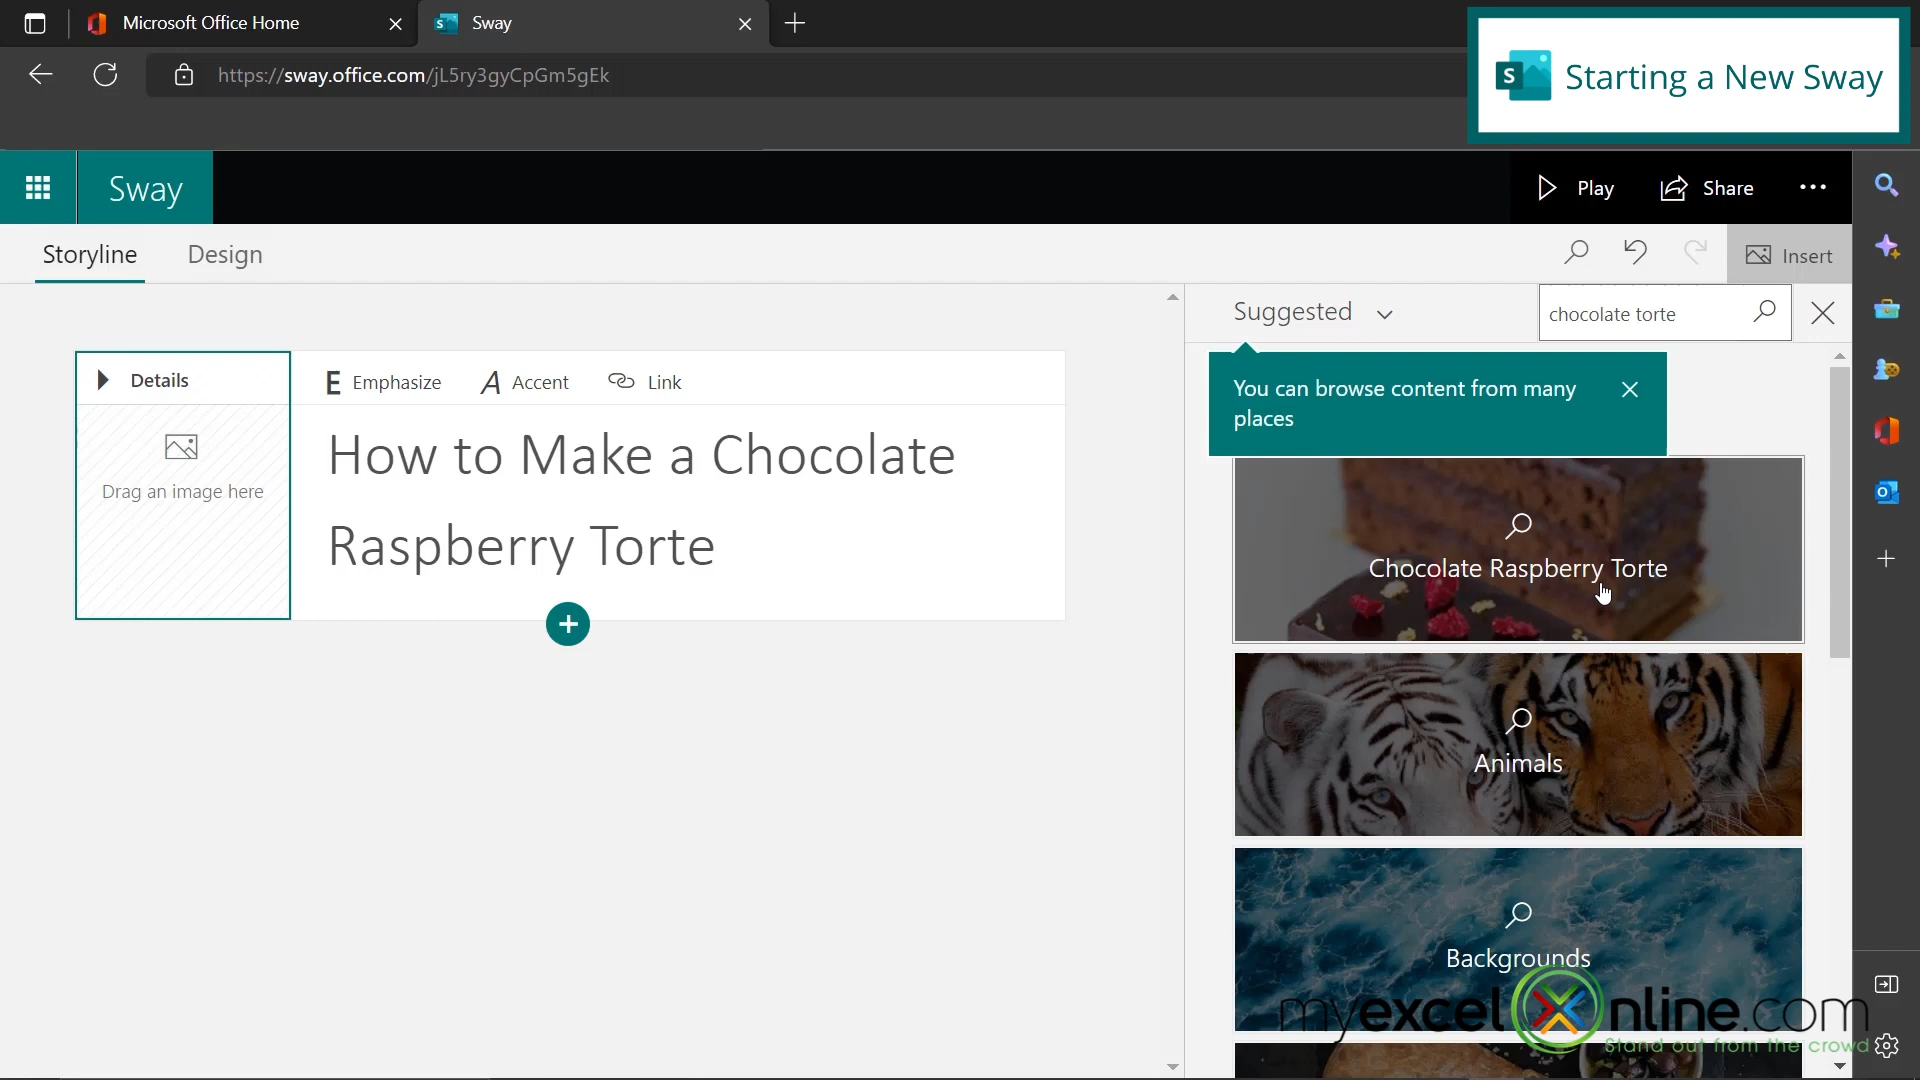 Microsoft Office Home
Sway
https://sway.office.com/jL5ry3gyCpGm5gEk
S Starting a New Sway
Sway
Play
Share
Storyline
Design
Insert
Suggested
chocolate torte
Details
E Emphasize
A Accent
Link
You can browse content from many
places
Drag an image here
How to Make a Chocolate
Raspberry Torte
Chocolate Raspberry Torte
Animals
Backgrounds
myexcelOnline.com
Stand out from the crowd